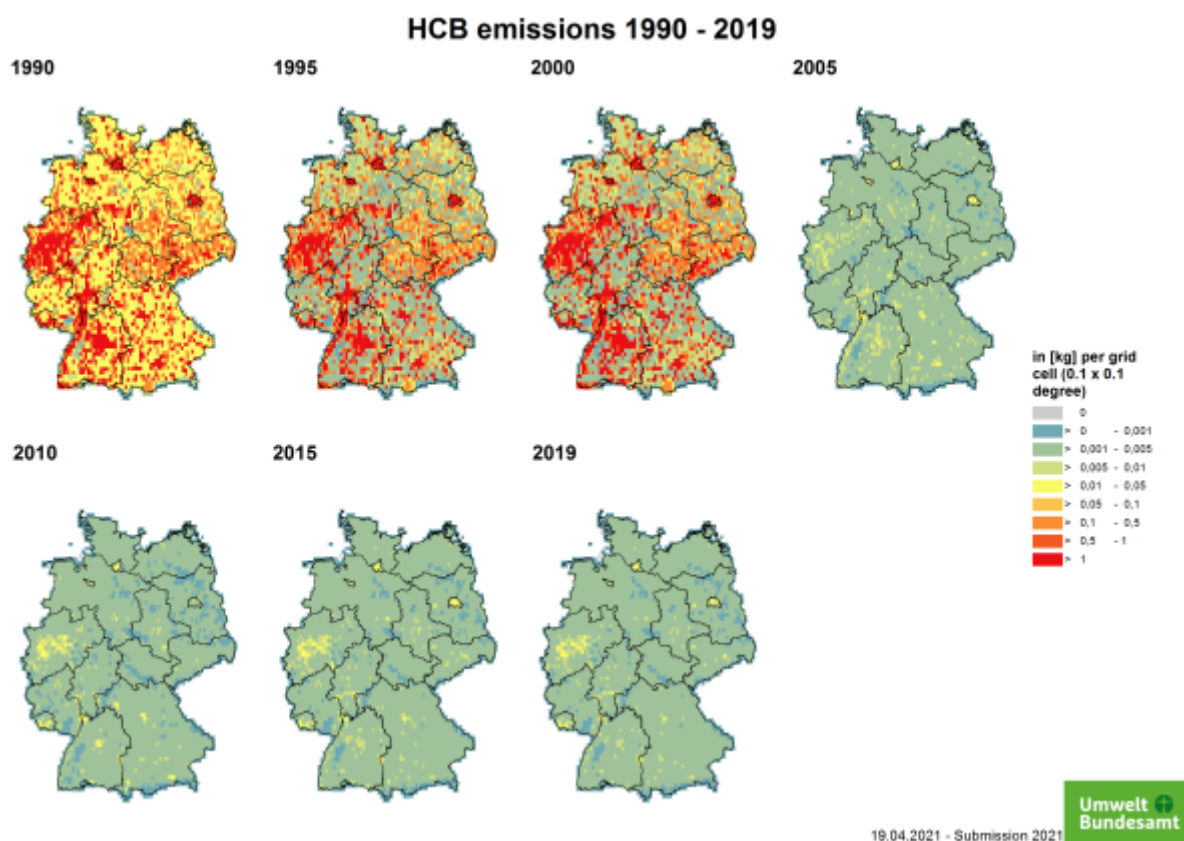 HCB emissions 1990 - 2019
1990
1995
2000
2005
in [kg] per grid
cell (0.1 x 0.1
degree)
0
> 0 - 0,001
> 0,001 - 0,005
> 0,005 - 0,01
> 0,01 - 0,05
> 0,05 - 0,1
> 0,1 - 0,5
> 0,5 - 1
> 1
2010
2015
2019
Umwelt
Bundesamt
19.04.2021 - Submission 2021